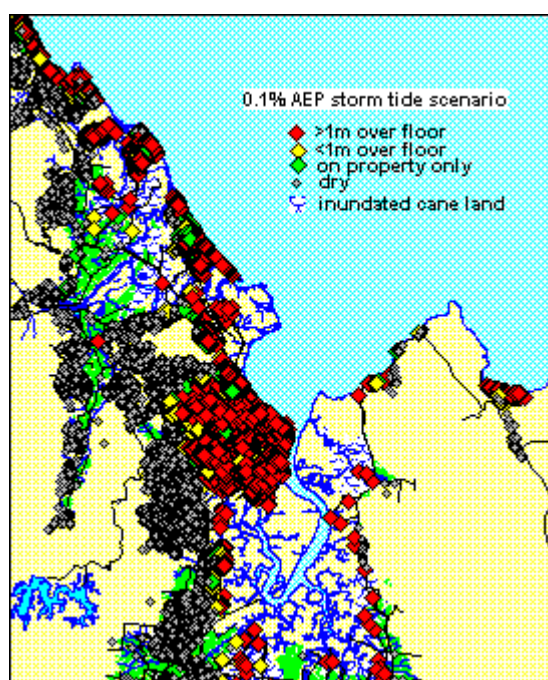 0.1% AEP storm tide scenario
>1m over floor
<1m over floor
on property only
dry
inundated cane land